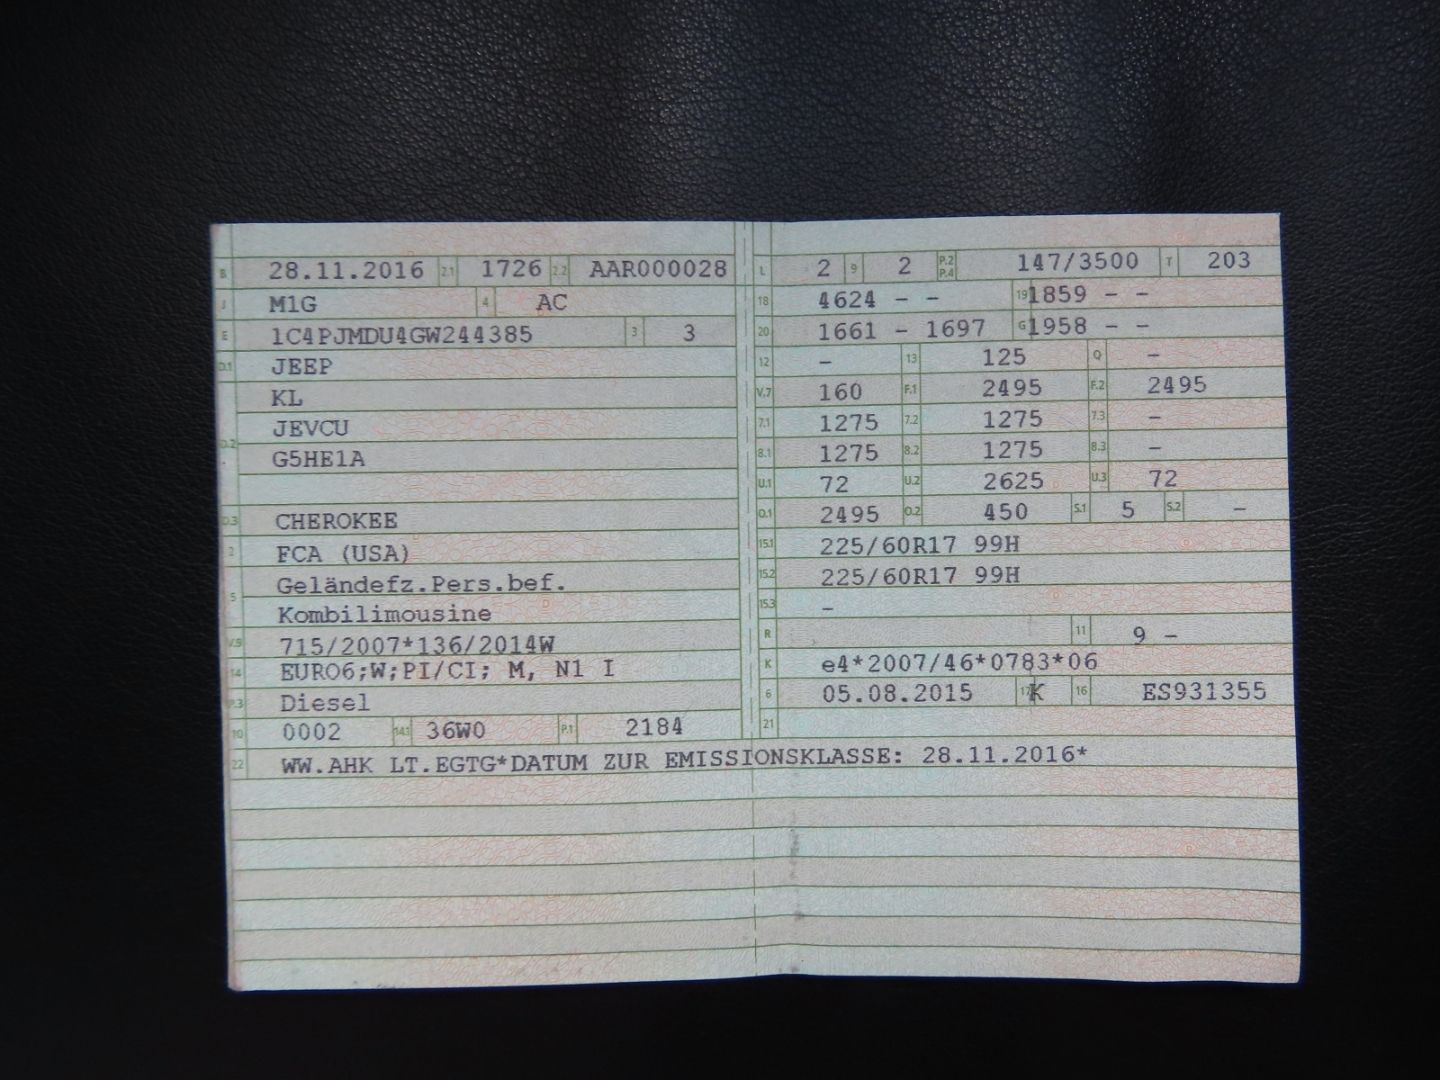 B 28.11.2016 2.1 1726 2.2 AAR000028
J M1G 4 AC
E 1C4PJMDU4GW244385 3 3
D.1 JEEP
KL
D.2 JEVCU
G5HE1A
D.3 CHEROKEE
2 FCA (USA)
5 Geländefz.Pers.bef.
Kombilimousine
V.9 715/2007*136/2014W
14 EURO6;W;PI/CI; M, N1 I
P.3 Diesel
10 0002 14.1 36W0 P.1 2184
L 2 9 2 P.2 P.4 147/3500 T 203
18 4624 - - 19 1859 - -
20 1661 - 1697 G 1958 - -
12 - 13 125 Q -
V.7 160 F.1 2495 F.2 2495
7.1 1275 7.2 1275 7.3 -
8.1 1275 8.2 1275 8.3 -
U.1 72 U.2 2625 U.3 72
O.1 2495 O.2 450 S.1 5 S.2 -
15.1 225/60R17 99H
15.2 225/60R17 99H
15.3 -
R 11 9 -
K e4*2007/46*0783*06
6 05.08.2015 17 K 16 ES931355
21
22 WW.AHK LT.EGTG*DATUM ZUR EMISSIONSKLASSE: 28.11.2016*